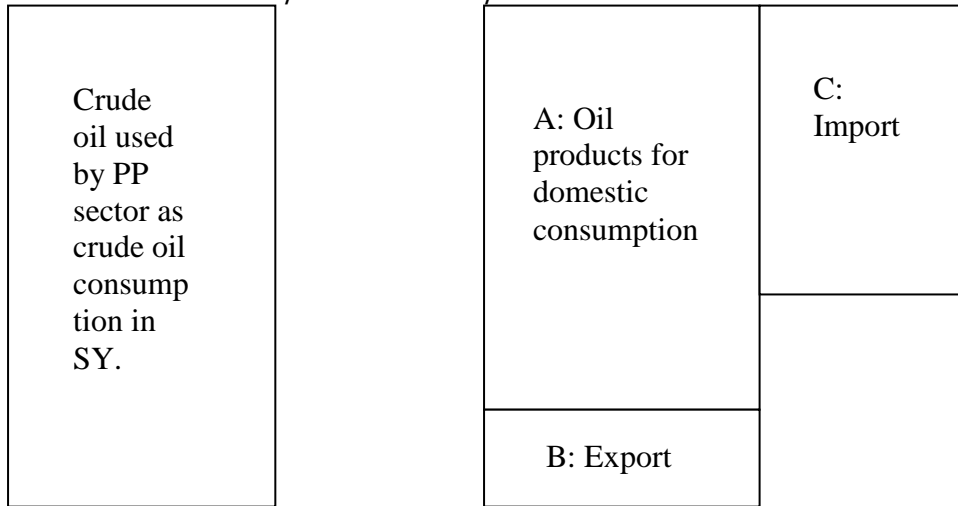 Crude
oil used
by PP
sector as
crude oil
consump
tion in
SY.
A: Oil
products for
domestic
consumption
B: Export
C:
Import